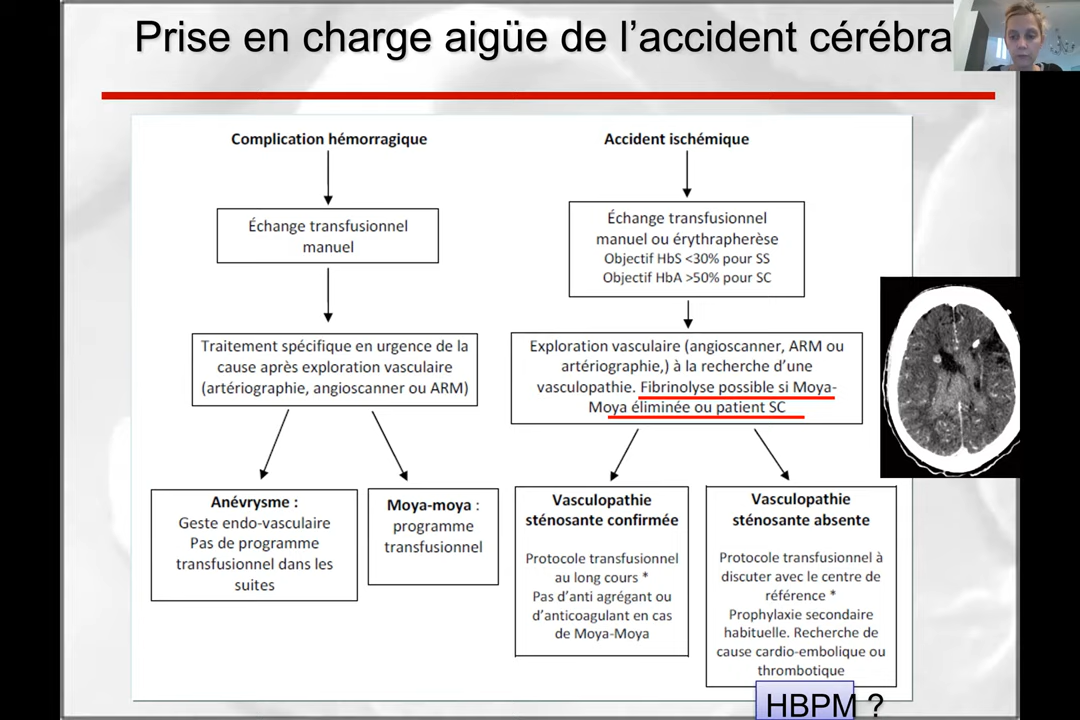 Prise en charge aigüe de l’accident cérébra
Complication hémorragique
Échange transfusionnel
manuel
Traitement spécifique en urgence de la
cause après exploration vasculaire
(artériographie, angioscanner ou ARM)
Anévrysme :
Geste endo-vasculaire
Pas de programme
transfusionnel dans les
suites
Moya-moya :
programme
transfusionnel
Accident ischémique
Échange transfusionnel
manuel ou érythraphérèse
Objectif HbS <30% pour SS
Objectif HbA >50% pour SC
Exploration vasculaire (angioscanner, ARM ou
artériographie,) à la recherche d’une
vasculopathie. Fibrinolyse possible si Moya-
Moya éliminée ou patient SC
Vasculopathie
sténosante confirmée
Protocole transfusionnel
au long cours *
Pas d’anti agrégant ou
d’anticoagulant en cas
de Moya-Moya
Vasculopathie
sténosante absente
Protocole transfusionnel à
discuter avec le centre de
référence *
Prophylaxie secondaire
habituelle. Recherche de
cause cardio-embolique ou
thrombotique
HBPM ?